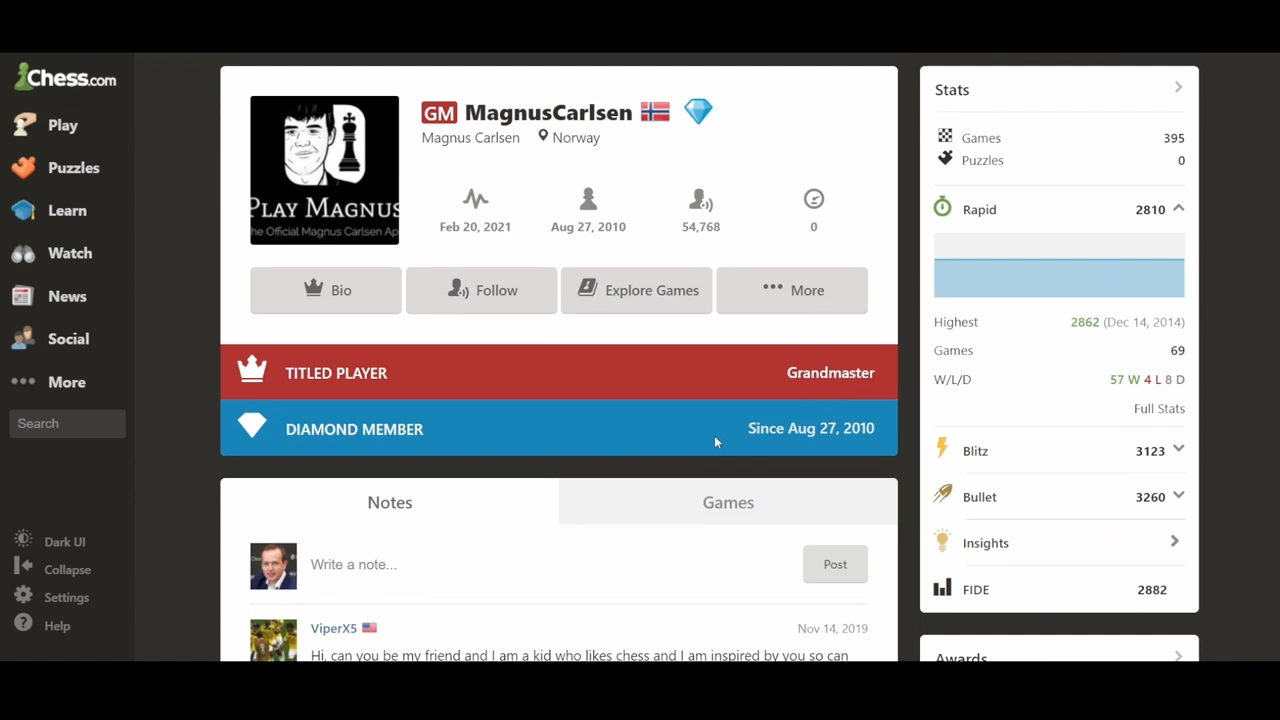 Chess.com
Play
Puzzles
Learn
Watch
News
Social
More
Search
Dark UI
Collapse
Settings
Help
PLAY MAGNUS
he Official Magnus Carlsen Ap
GM MagnusCarlsen
Magnus Carlsen Norway
Feb 20, 2021 Aug 27, 2010 54,768 0
Bio Follow Explore Games More
TITLED PLAYER Grandmaster
DIAMOND MEMBER Since Aug 27, 2010
Notes Games
Write a note... Post
ViperX5 Nov 14, 2019
Hi, can you be my friend and I am a kid who likes chess and I am inspired by you so can
Stats
Games 395
Puzzles 0
Rapid 2810
Highest 2862 (Dec 14, 2014)
Games 69
W/L/D 57 W 4 L 8 D
Full Stats
Blitz 3123
Bullet 3260
Insights
FIDE 2882
Awards